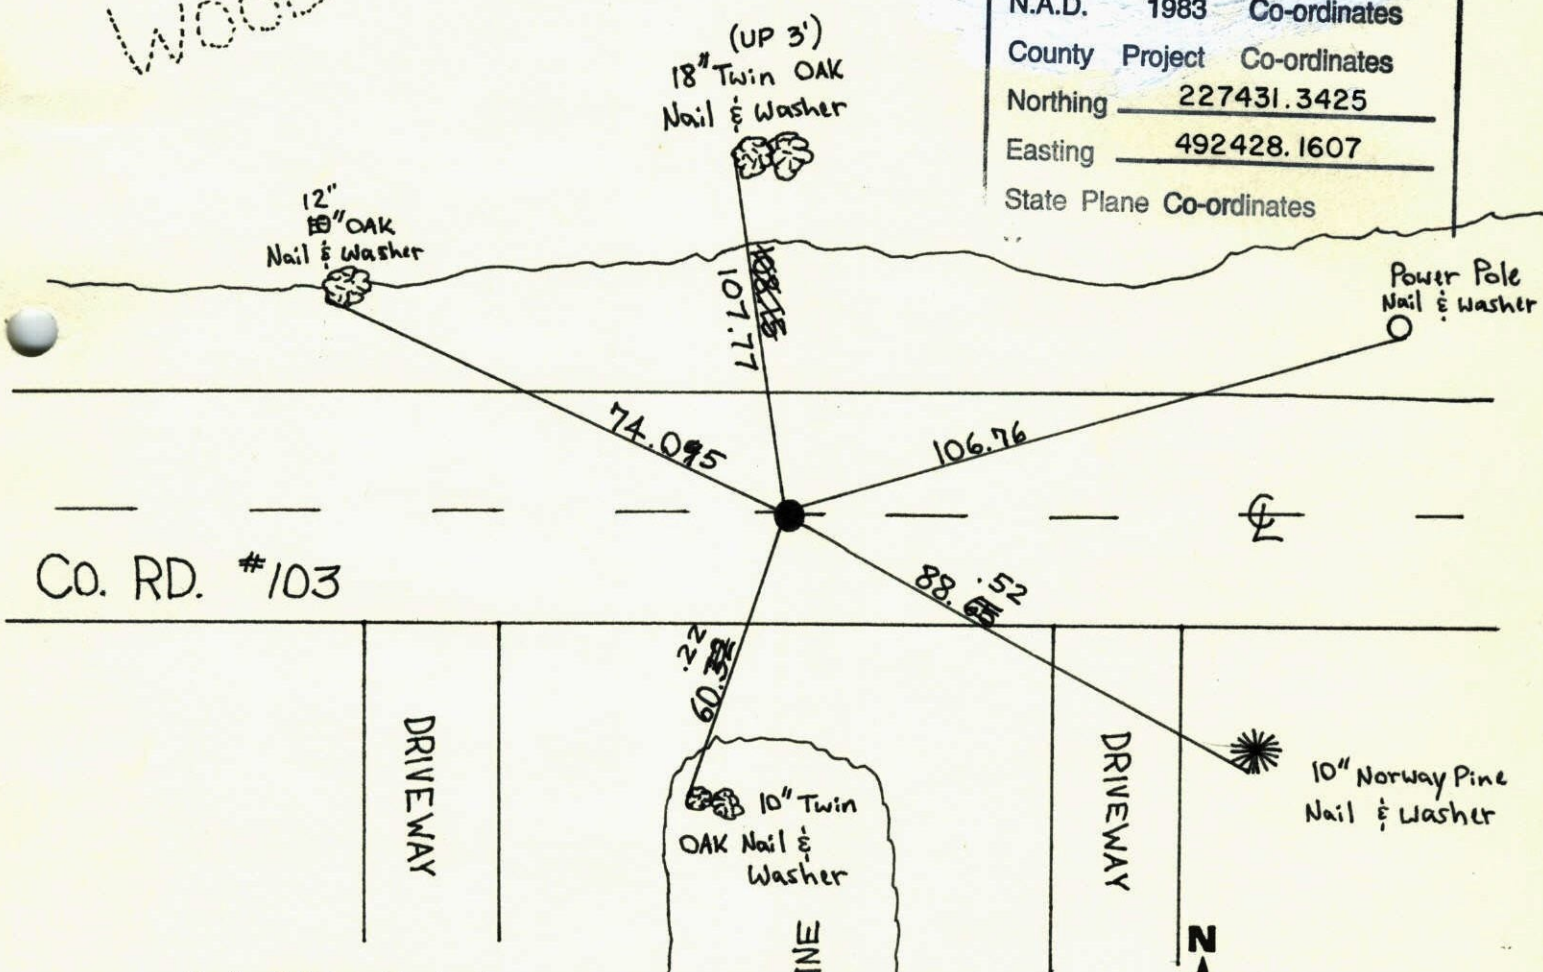 N.A.D. 1983 Co-ordinates
County Project Co-ordinates
Northing 227431.3425
Easting 492428.1607
State Plane Co-ordinates
(UP 3')
18" Twin OAK
Nail & Washer
12"
" OAK
Nail & Washer
Power Pole
Nail & Washer
107.77
74.095
106.76
℄
Co. RD. #103
88. .52
.22
60.
DRIVEWAY
DRIVEWAY
10" Twin
OAK Nail &
Washer
10" Norway Pine
Nail & Washer
N